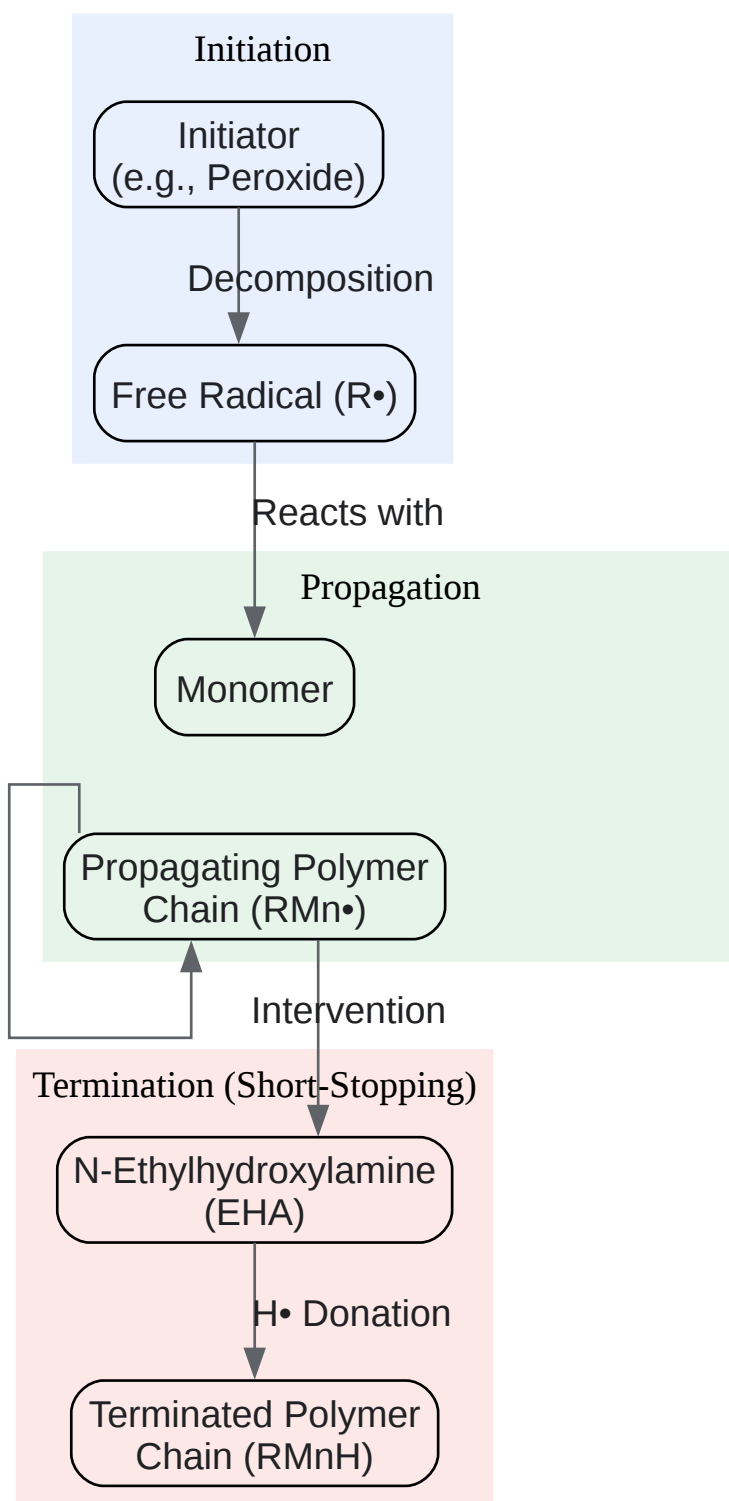 Initiation
Initiator
(e.g., Peroxide)
Decomposition
Free Radical (R•)
Reacts with
Propagation
Monomer
Propagating Polymer
Chain (RMn•)
Intervention
Termination (Short-Stopping)
N-Ethylhydroxylamine
(EHA)
H• Donation
Terminated Polymer
Chain (RMnH)